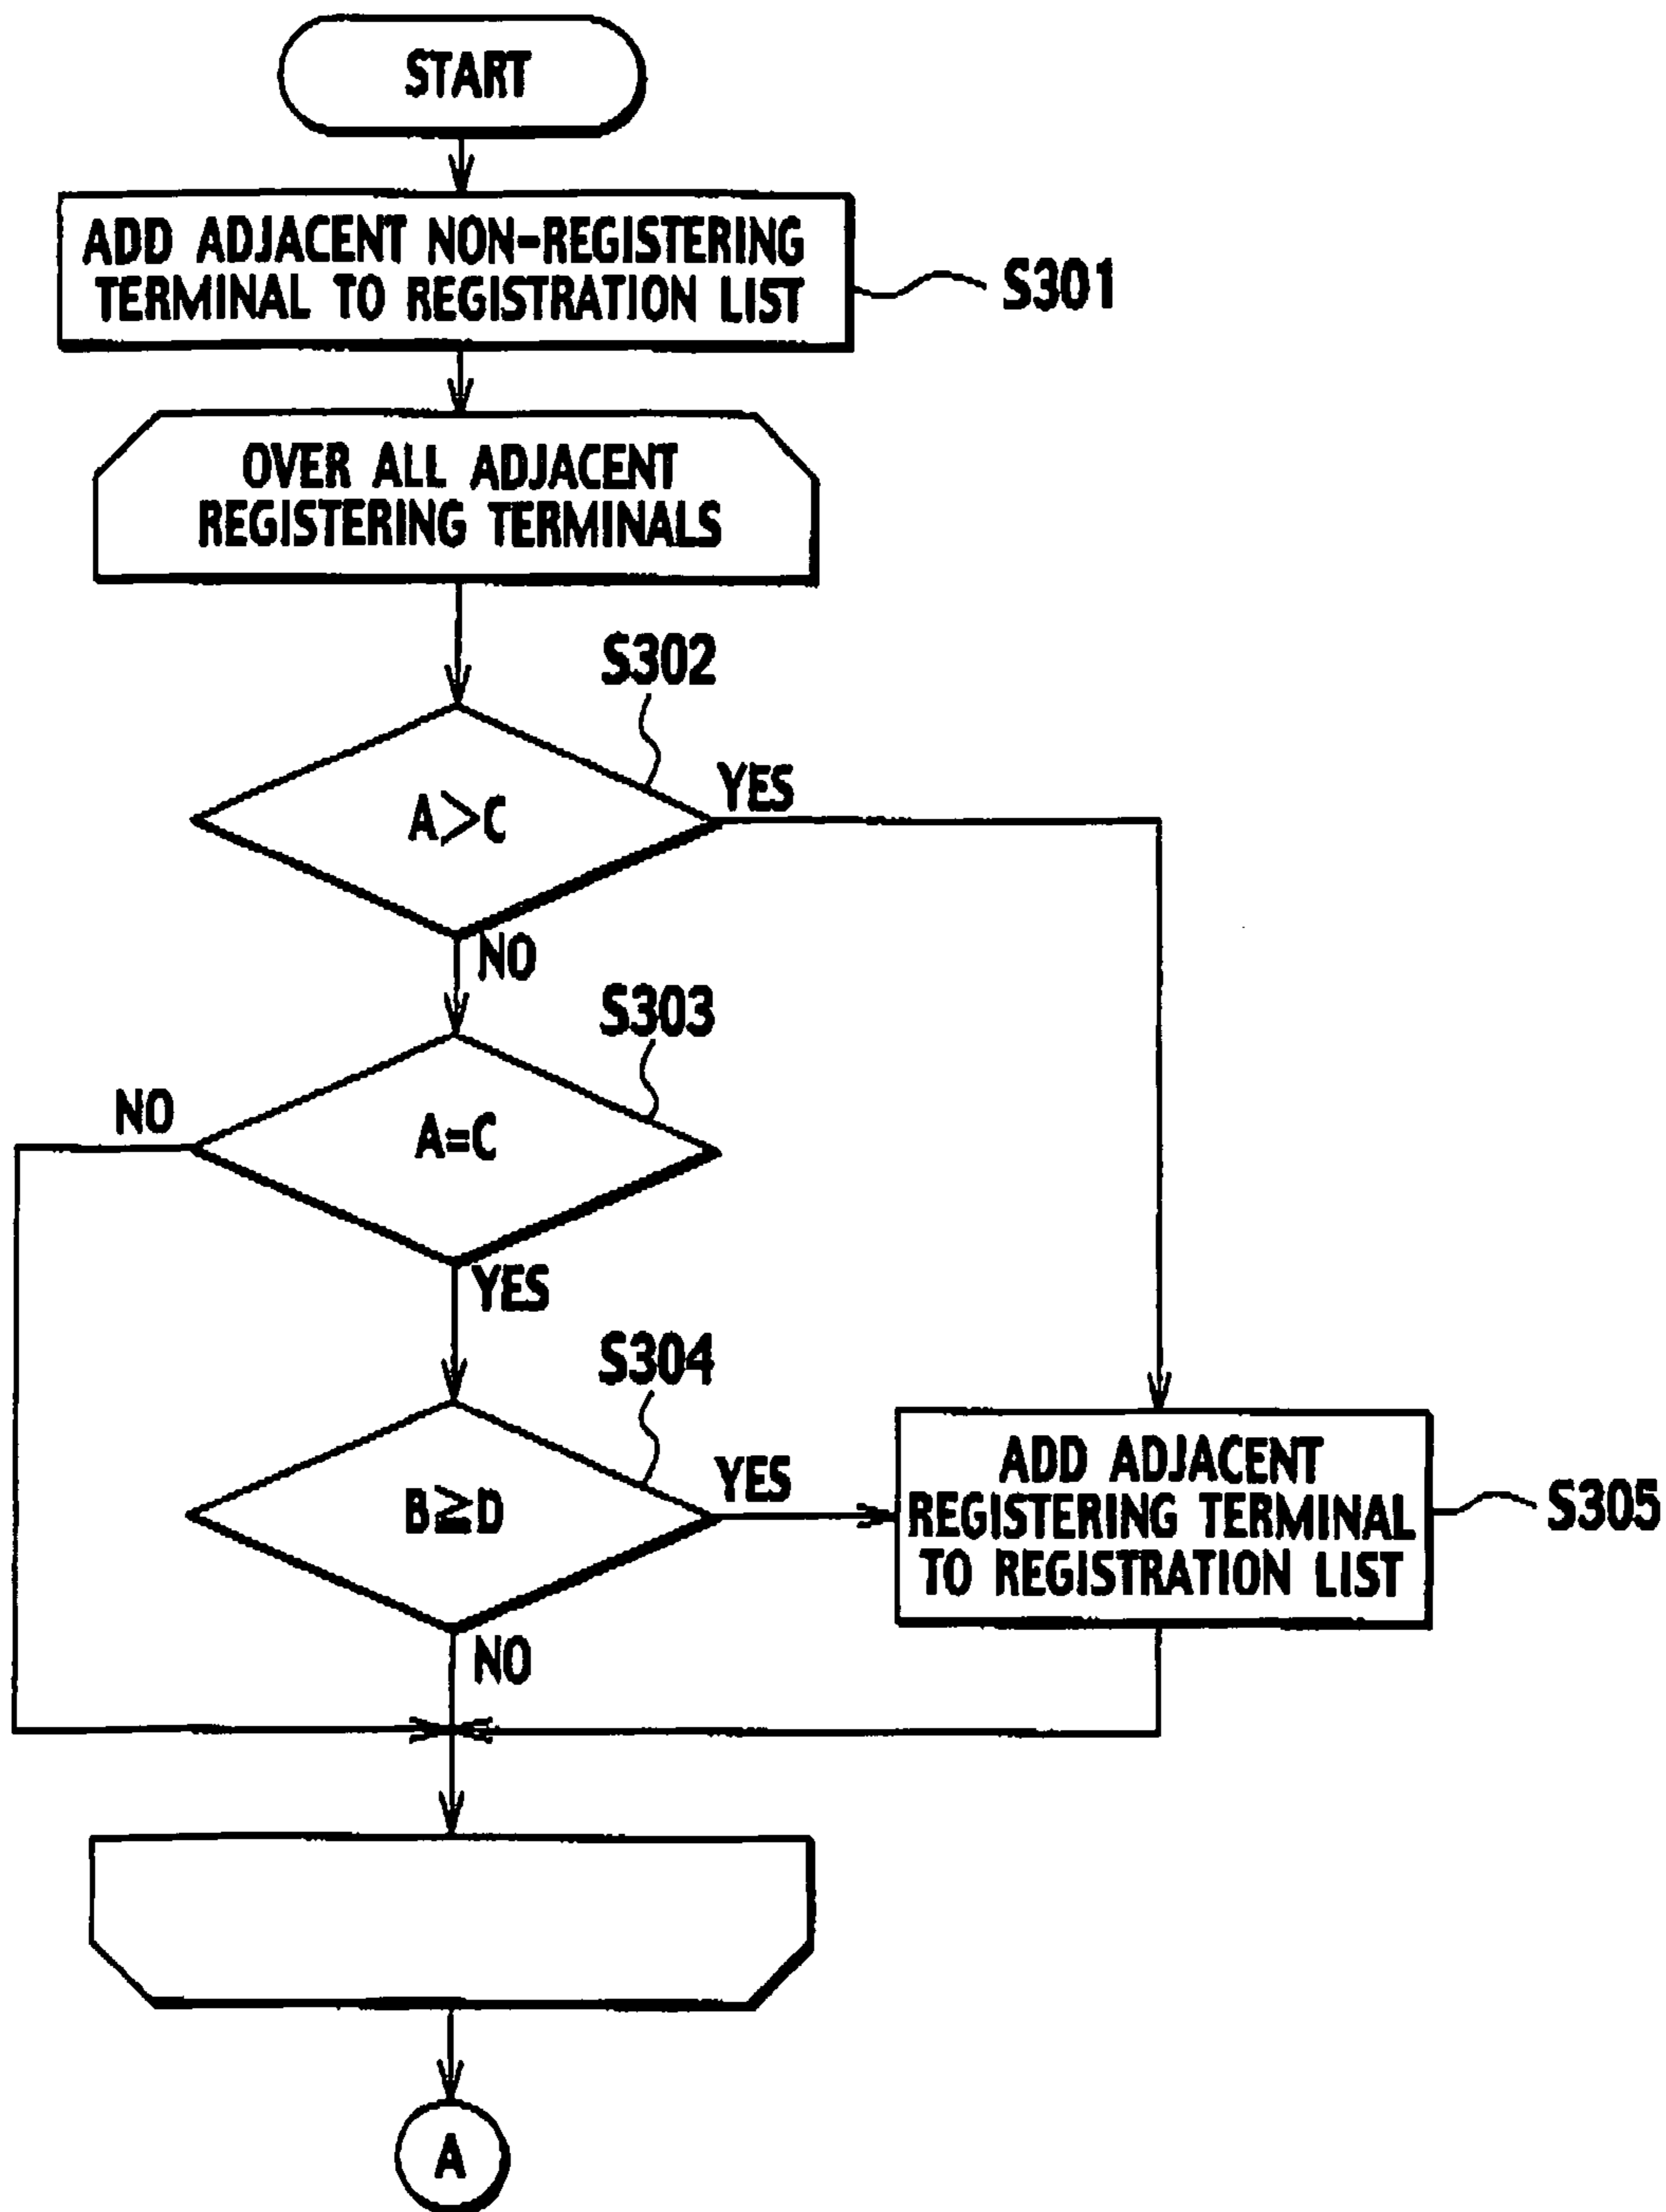 START
ADD ADJACENT NON-REGISTERING
TERMINAL TO REGISTRATION LIST
S301
OVER ALL ADJACENT
REGISTERING TERMINALS
S302
A>C
YES
NO
S303
A=C
NO
YES
S304
B≧D
YES
NO
ADD ADJACENT
REGISTERING TERMINAL
TO REGISTRATION LIST
S305
A